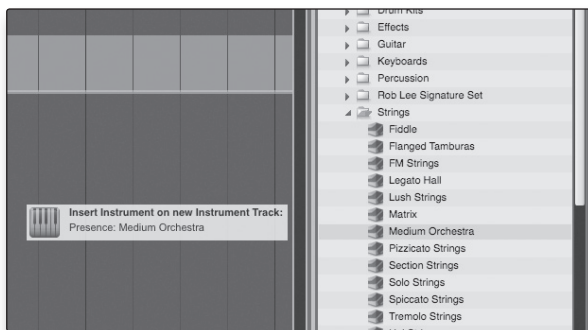 Drum Kits
Effects
Guitar
Keyboards
Percussion
Rob Lee Signature Set
Strings
Fiddle
Flanged Tamburas
FM Strings
Legato Hall
Lush Strings
Matrix
Medium Orchestra
Pizzicato Strings
Section Strings
Solo Strings
Spiccato Strings
Tremolo Strings
Insert Instrument on new Instrument Track:
Presence: Medium Orchestra